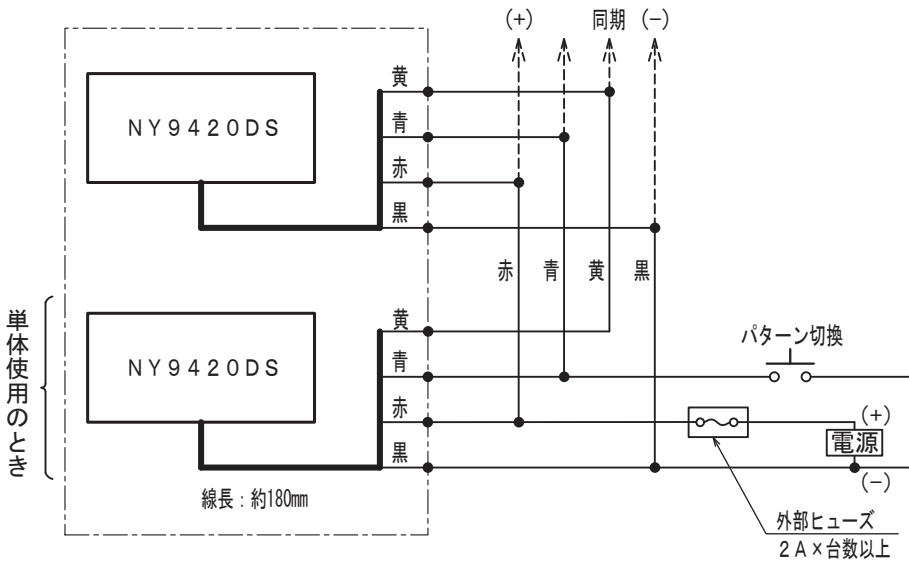 (+) 同期 (-)
黄
NY9420DS
青
赤
黒
赤 青 黄 黒
単体使用のとき
黄
NY9420DS
青
パターン切換
赤
(+)
電源
黒
(-)
線長：約180mm
外部ヒューズ
2A×台数以上